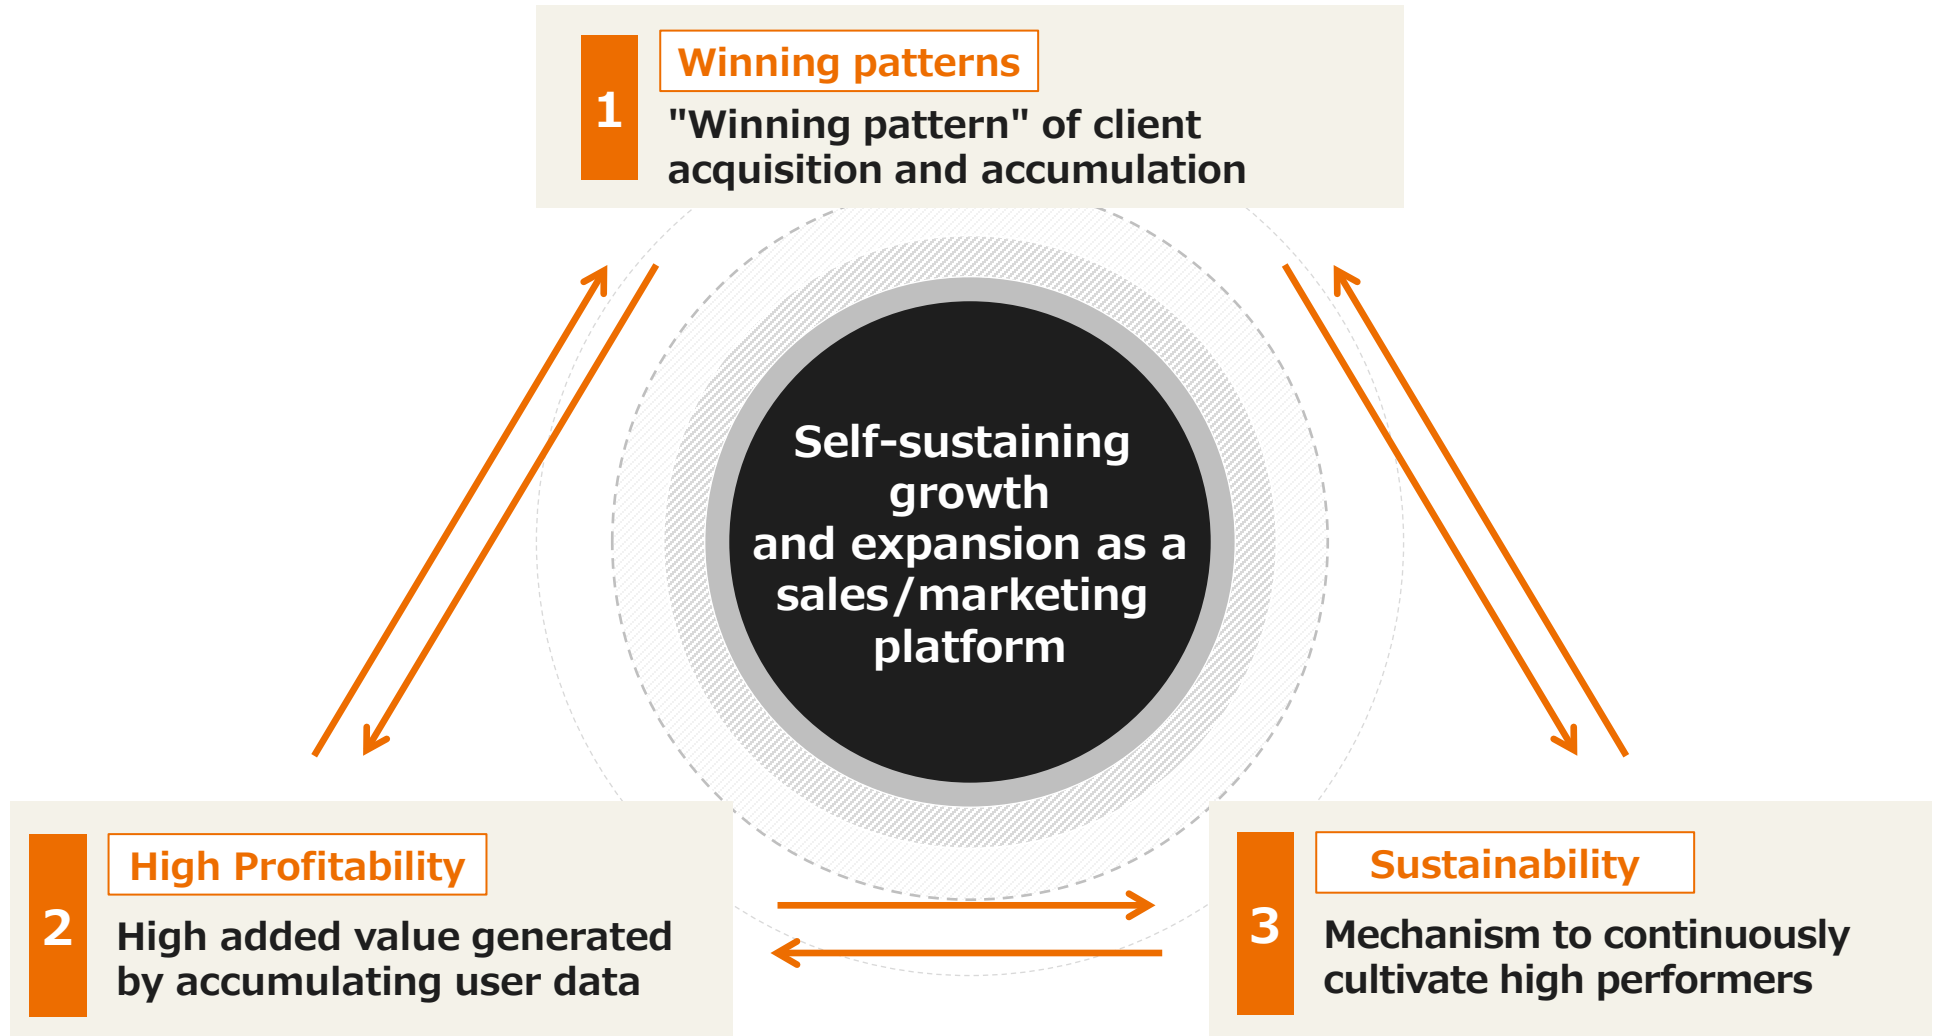 1
Winning patterns
"Winning pattern" of client
acquisition and accumulation
Self-sustaining
growth
and expansion as a
sales/marketing
platform
2
High Profitability
High added value generated
by accumulating user data
3
Sustainability
Mechanism to continuously
cultivate high performers